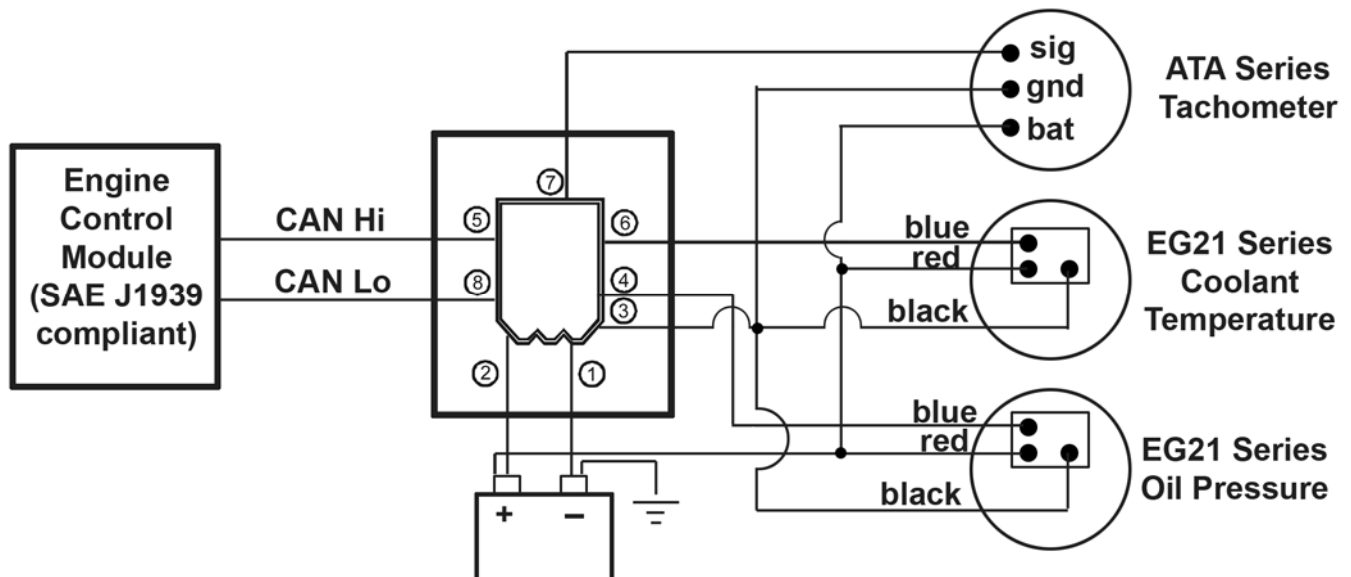 Engine
Control
Module
(SAE J1939
compliant)
CAN Hi
CAN Lo
5
8
7
6
4
3
2
1
+
−
sig
gnd
bat
ATA Series
Tachometer
blue
red
black
EG21 Series
Coolant
Temperature
blue
red
black
EG21 Series
Oil Pressure